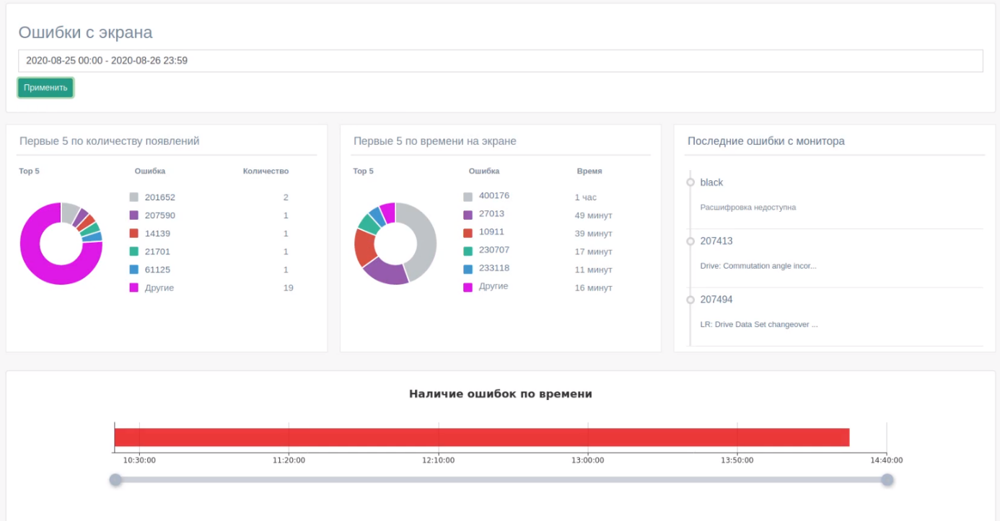 Ошибки с экрана
2020-08-25 00:00 - 2020-08-26 23:59
Применить
Первые 5 по количеству появлений
Top 5 Ошибка Количество
201652 2
207590 1
14139 1
21701 1
61125 1
Другие 19
Первые 5 по времени на экране
Top 5 Ошибка Время
400176 1 час
27013 49 минут
10911 39 минут
230707 17 минут
233118 11 минут
Другие 16 минут
Последние ошибки с монитора
black
Расшифровка недоступна
207413
Drive: Commutation angle incor...
207494
LR: Drive Data Set changeover ...
Наличие ошибок по времени
10:30:00 11:20:00 12:10:00 13:00:00 13:50:00 14:40:00